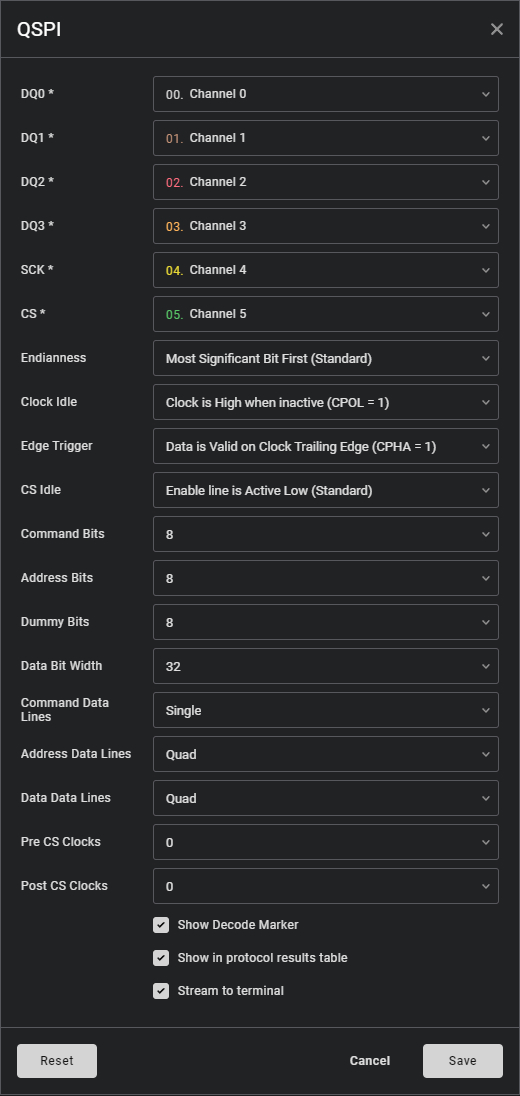 QSPI
DQ0 * 00. Channel 0
DQ1 * 01. Channel 1
DQ2 * 02. Channel 2
DQ3 * 03. Channel 3
SCK * 04. Channel 4
CS * 05. Channel 5
Endianness Most Significant Bit First (Standard)
Clock Idle Clock is High when inactive (CPOL = 1)
Edge Trigger Data is Valid on Clock Trailing Edge (CPHA = 1)
CS Idle Enable line is Active Low (Standard)
Command Bits 8
Address Bits 8
Dummy Bits 8
Data Bit Width 32
Command Data
Lines Single
Address Data Lines Quad
Data Data Lines Quad
Pre CS Clocks 0
Post CS Clocks 0
Show Decode Marker
Show in protocol results table
Stream to terminal
Reset Cancel Save